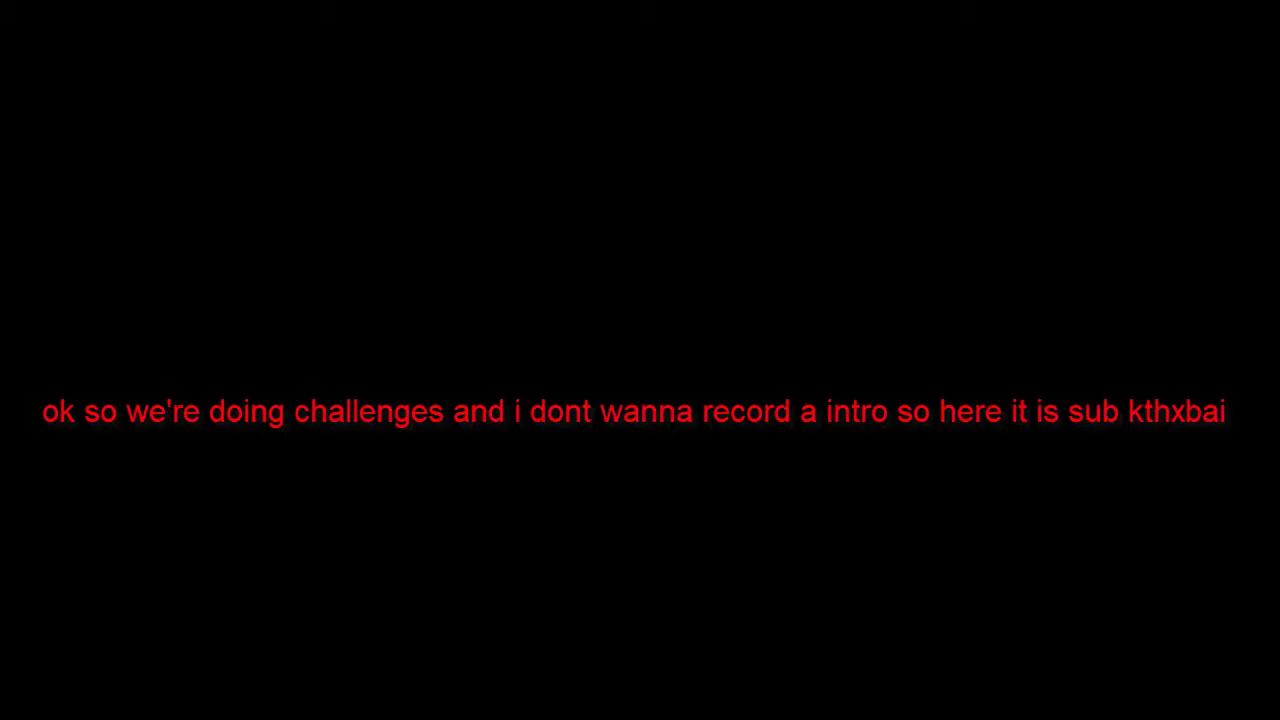 ok so we're doing challenges and i dont wanna record a intro so here it is sub kthxbai